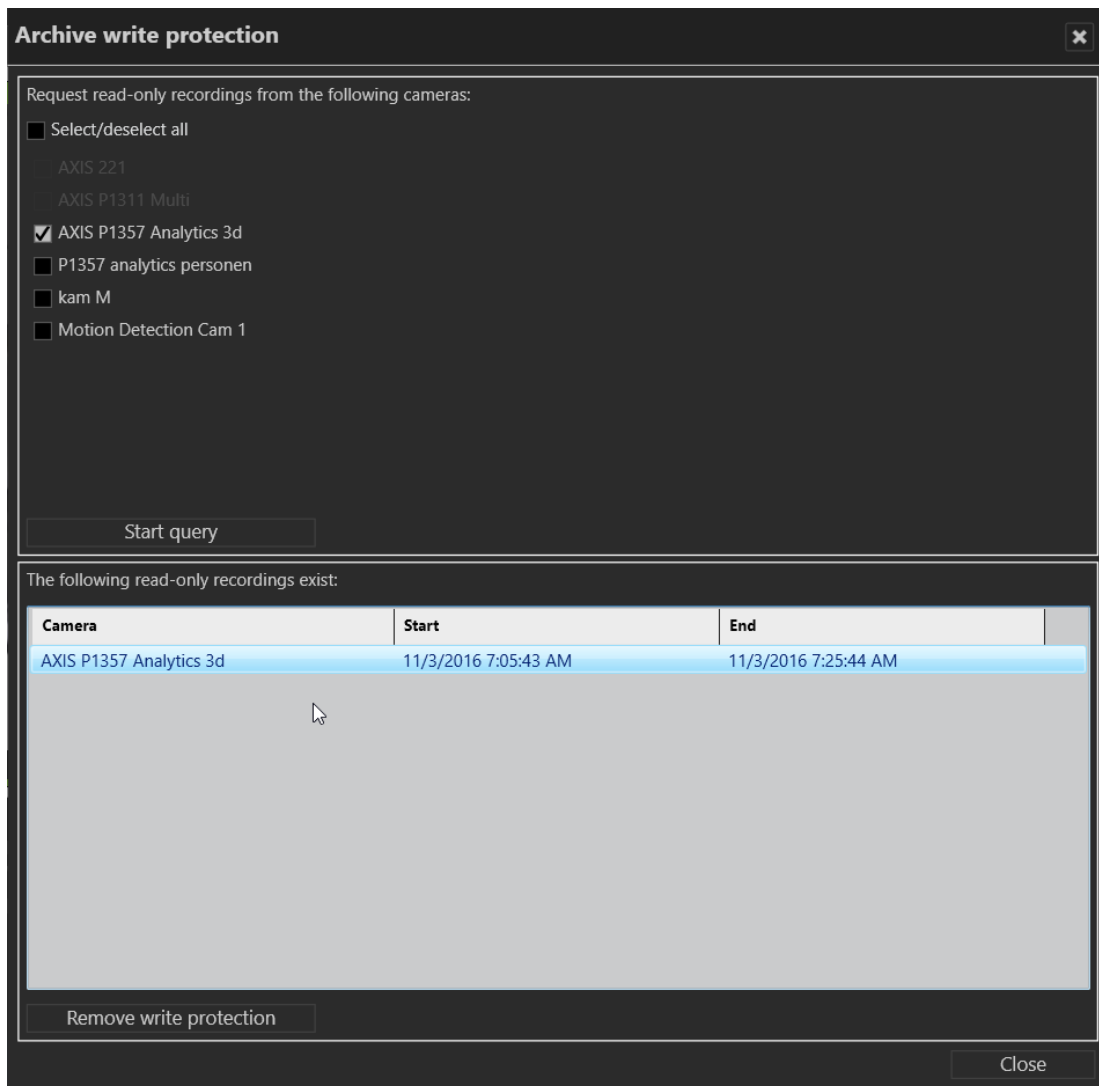 Archive write protection
Request read-only recordings from the following cameras:
Select/deselect all
AXIS 221
AXIS P1311 Multi
AXIS P1357 Analytics 3d
P1357 analytics personen
kam M
Motion Detection Cam 1
Start query
The following read-only recordings exist:
Camera Start End
AXIS P1357 Analytics 3d 11/3/2016 7:05:43 AM 11/3/2016 7:25:44 AM
Remove write protection
Close